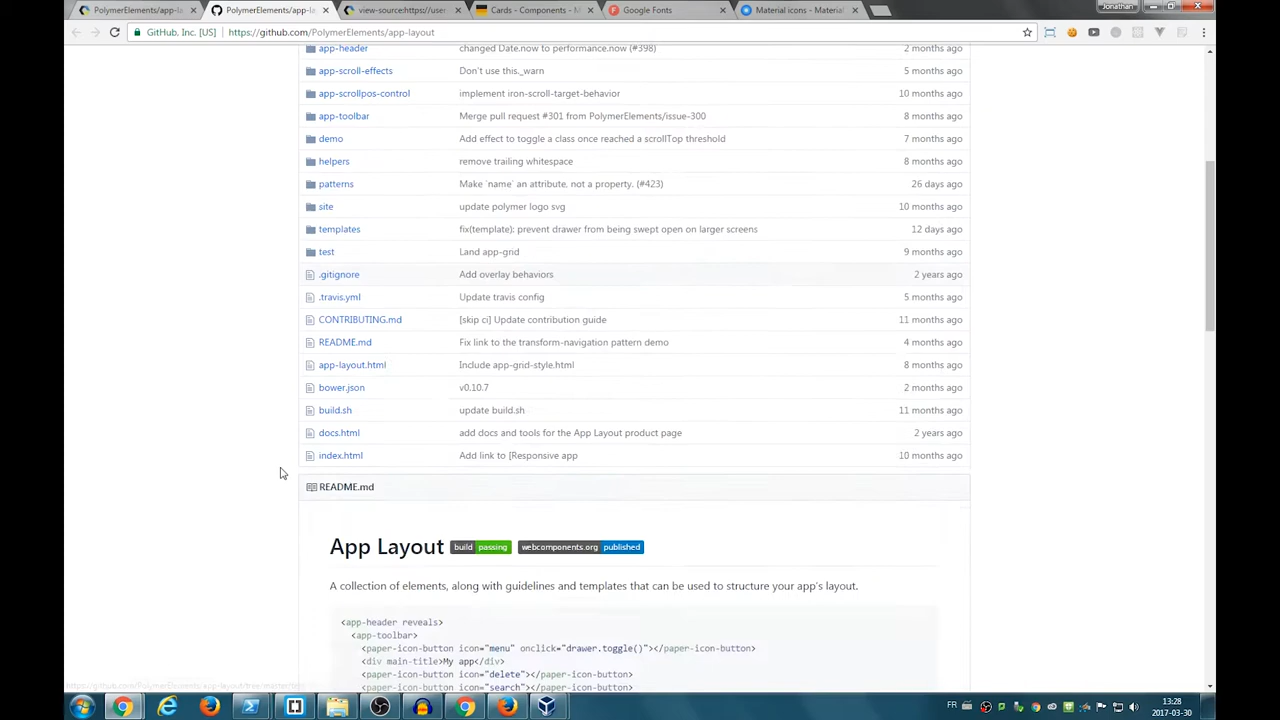 PolymerElements/app-l
PolymerElements/app-la
view-source:https://user
Cards - Components - M
Google Fonts
Material icons - Material
Jonathan
GitHub, Inc. [US]
https://github.com/PolymerElements/app-layout
app-header changed Date.now to performance.now (#398) 2 months ago
app-scroll-effects Don't use this._warn 5 months ago
app-scrollpos-control implement iron-scroll-target-behavior 10 months ago
app-toolbar Merge pull request #301 from PolymerElements/issue-300 8 months ago
demo Add effect to toggle a class once reached a scrollTop threshold 7 months ago
helpers remove trailing whitespace 8 months ago
patterns Make `name` an attribute, not a property. (#423) 26 days ago
site update polymer logo svg 10 months ago
templates fix(template): prevent drawer from being swept open on larger screens 12 days ago
test Land app-grid 9 months ago
.gitignore Add overlay behaviors 2 years ago
.travis.yml Update travis config 5 months ago
CONTRIBUTING.md [skip ci] Update contribution guide 11 months ago
README.md Fix link to the transform-navigation pattern demo 4 months ago
app-layout.html Include app-grid-style.html 8 months ago
bower.json v0.10.7 2 months ago
build.sh update build.sh 11 months ago
docs.html add docs and tools for the App Layout product page 2 years ago
index.html Add link to [Responsive app 10 months ago
README.md
App Layout build passing webcomponents.org published
A collection of elements, along with guidelines and templates that can be used to structure your app's layout.
<app-header reveals>
<app-toolbar>
<paper-icon-button icon="menu" onclick="drawer.toggle()"></paper-icon-button>
<div main-title>My app</div>
<paper-icon-button icon="delete"></paper-icon-button>
<paper-icon-button icon="search"></paper-icon-button>
FR
13:28
2017-03-30